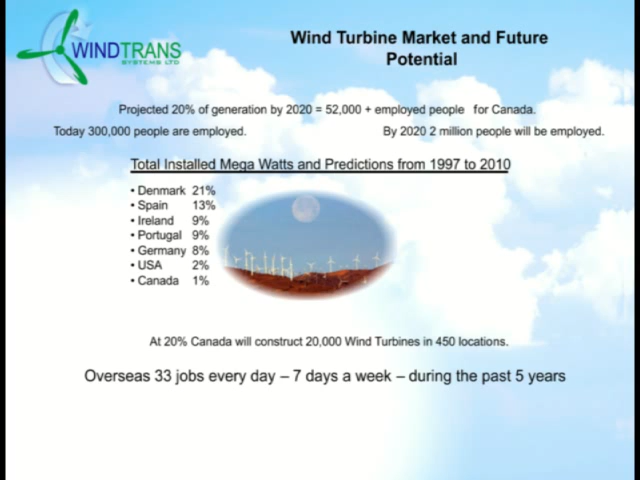 WINDTRANS
SYSTEMS LTD
Wind Turbine Market and Future
Potential
Projected 20% of generation by 2020 = 52,000 + employed people for Canada.
Today 300,000 people are employed. By 2020 2 million people will be employed.
Total Installed Mega Watts and Predictions from 1997 to 2010
• Denmark 21%
• Spain 13%
• Ireland 9%
• Portugal 9%
• Germany 8%
• USA 2%
• Canada 1%
At 20% Canada will construct 20,000 Wind Turbines in 450 locations.
Overseas 33 jobs every day – 7 days a week – during the past 5 years